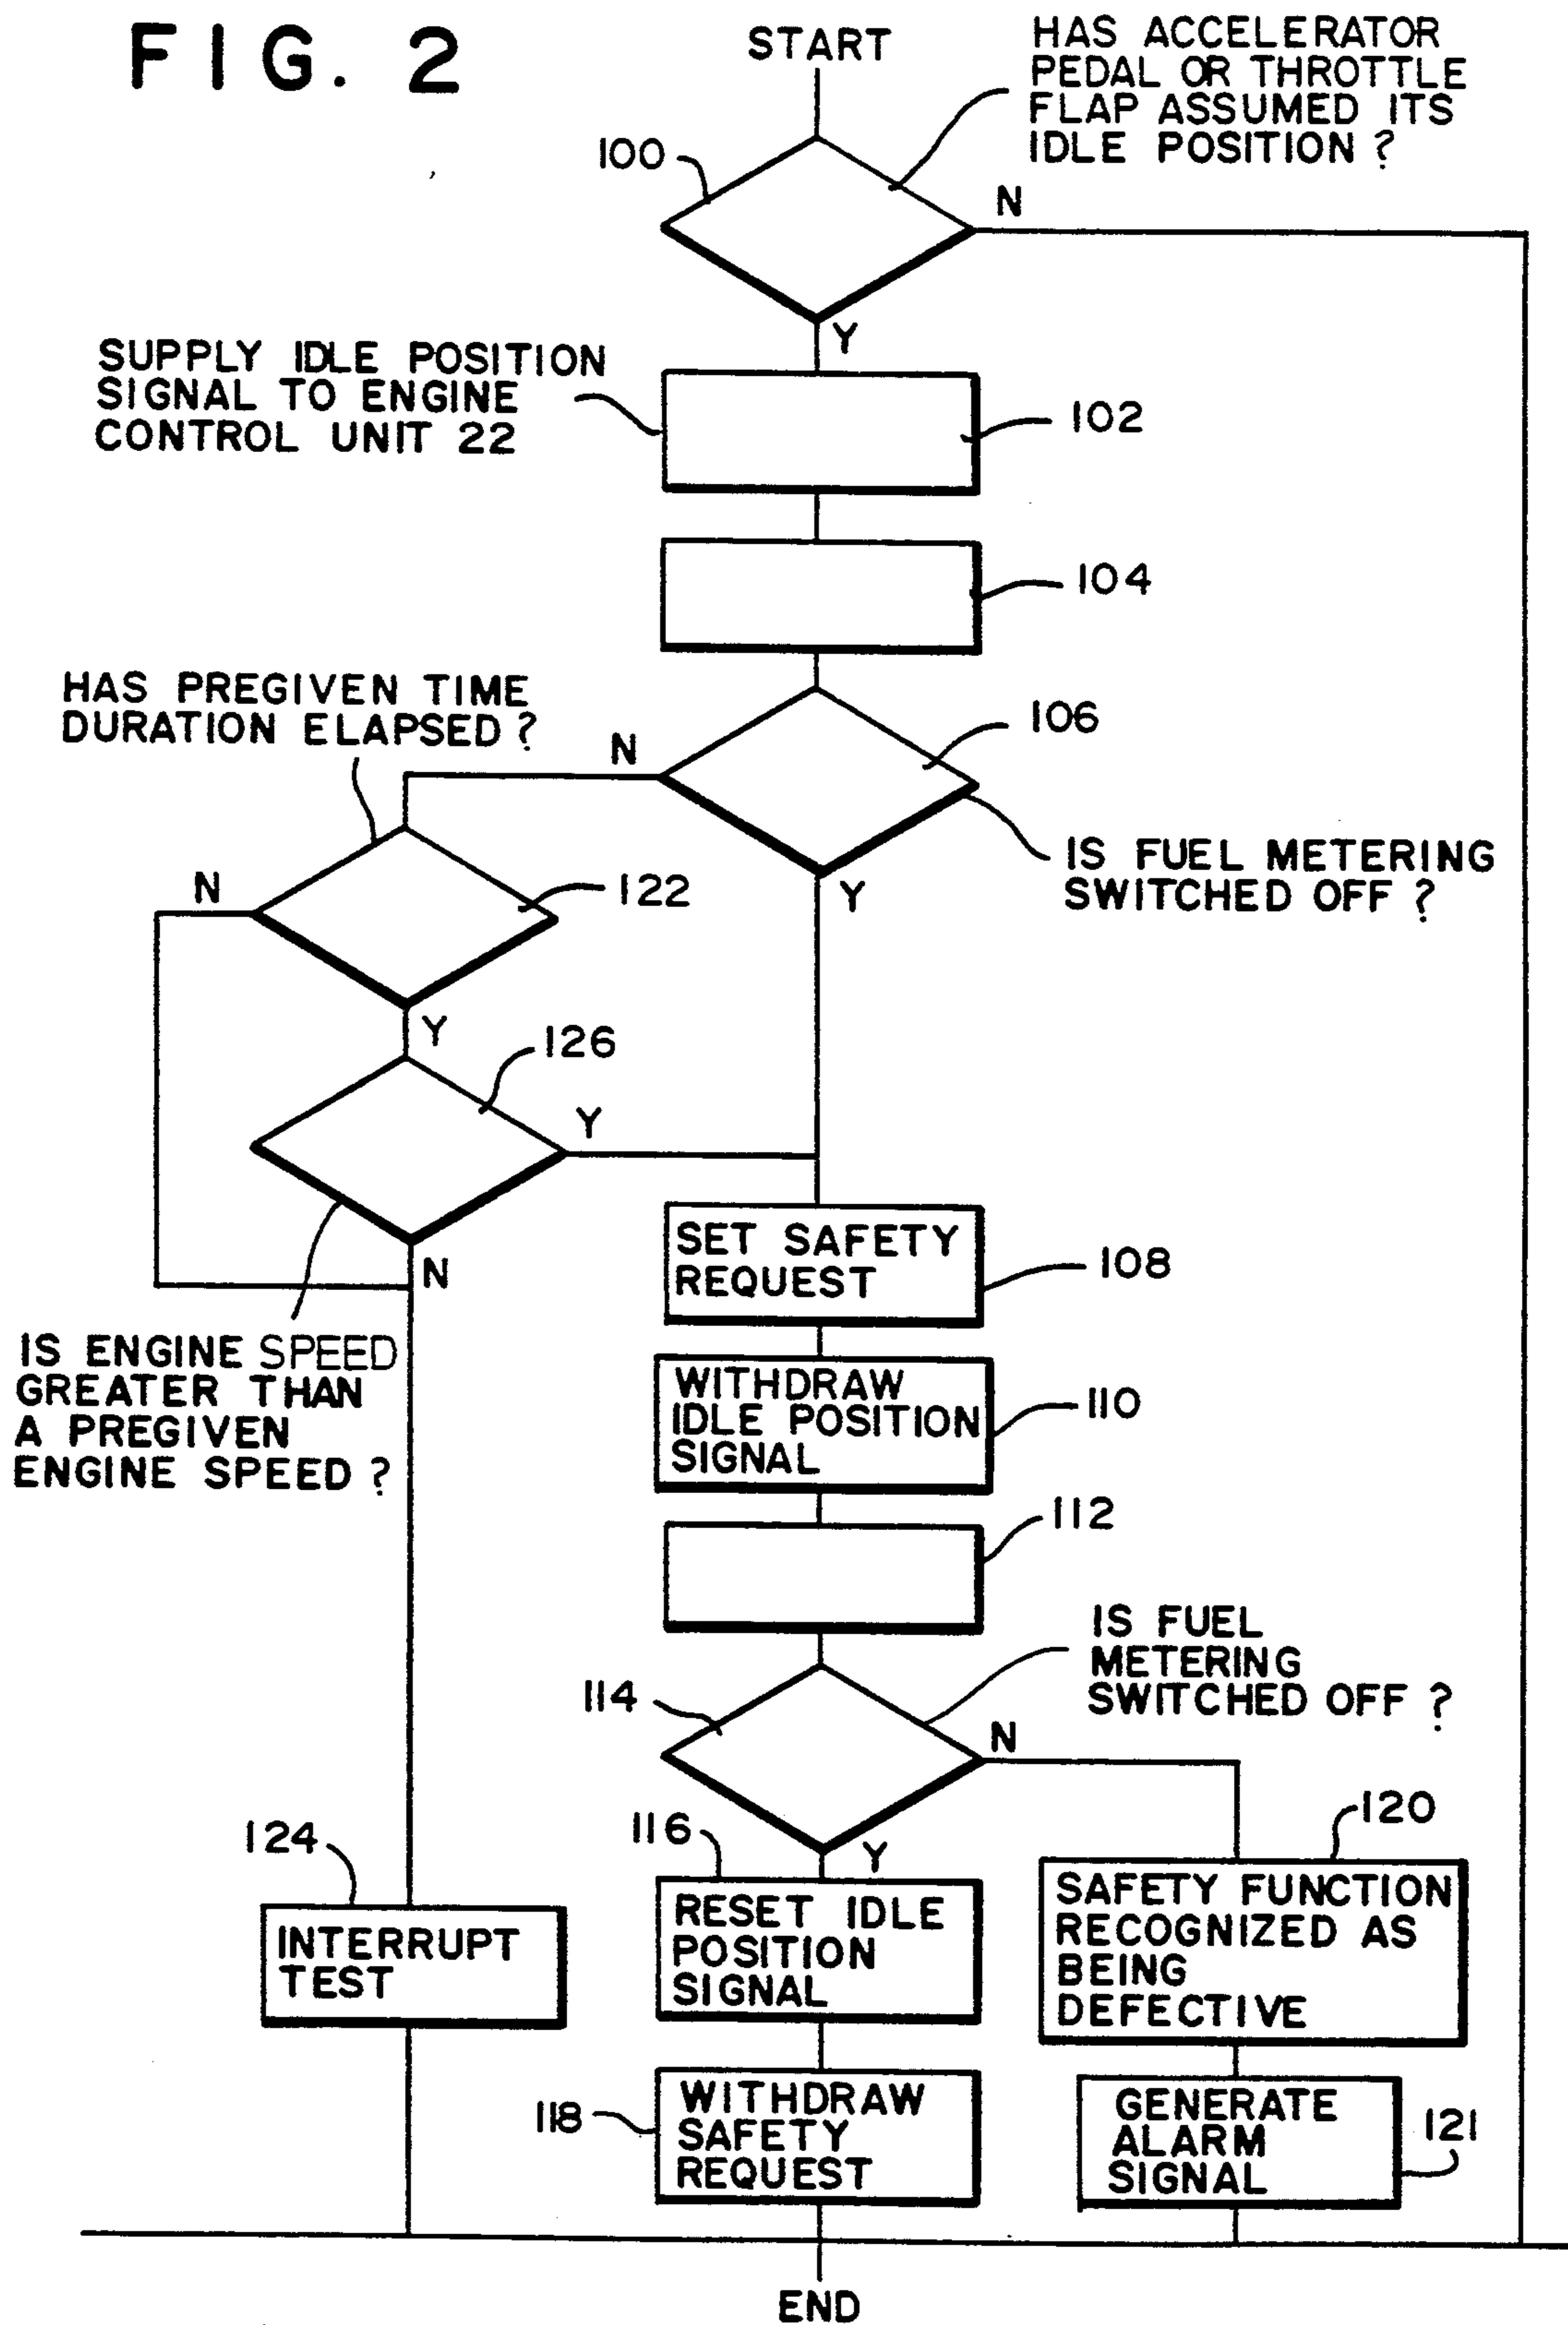 FIG. 2
START
HAS ACCELERATOR
PEDAL OR THROTTLE
FLAP ASSUMED ITS
IDLE POSITION ?
100
N
Y
SUPPLY IDLE POSITION
SIGNAL TO ENGINE
CONTROL UNIT 22
102
104
HAS PREGIVEN TIME
DURATION ELAPSED ?
N
106
IS FUEL METERING
SWITCHED OFF ?
Y
N
122
Y
126
Y
N
IS ENGINE SPEED
GREATER THAN
A PREGIVEN
ENGINE SPEED ?
SET SAFETY
REQUEST
108
WITHDRAW
IDLE POSITION
SIGNAL
110
112
IS FUEL
METERING
SWITCHED OFF ?
114
N
Y
124
INTERRUPT
TEST
116
RESET IDLE
POSITION
SIGNAL
120
SAFETY FUNCTION
RECOGNIZED AS
BEING
DEFECTIVE
118
WITHDRAW
SAFETY
REQUEST
GENERATE
ALARM
SIGNAL
121
END